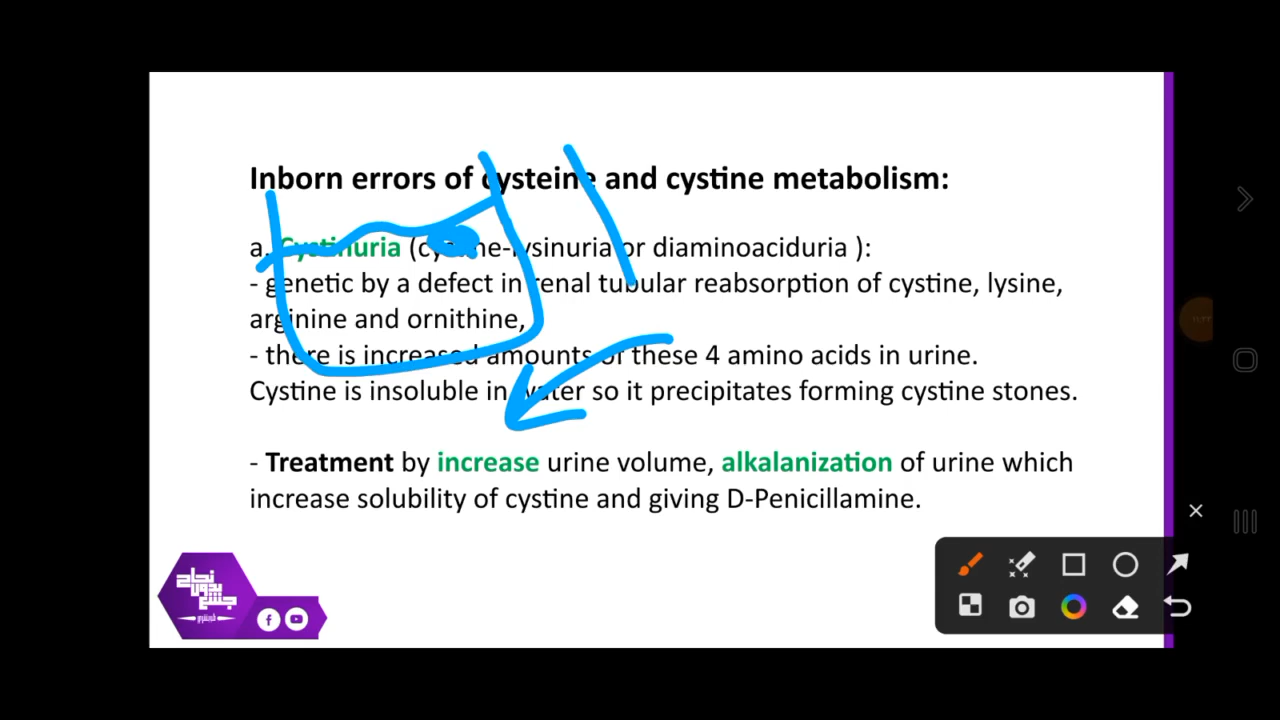 Inborn errors of cysteine and cystine metabolism:
a. Cystinuria (cystine-lysinuria or diaminoaciduria ):
- genetic by a defect in renal tubular reabsorption of cystine, lysine,
arginine and ornithine,
- there is increased amounts of these 4 amino acids in urine.
Cystine is insoluble in water so it precipitates forming cystine stones.
- Treatment by increase urine volume, alkalanization of urine which
increase solubility of cystine and giving D-Penicillamine.